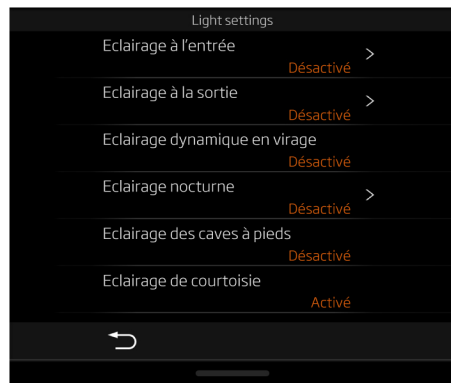 Light settings
Eclairage à l'entrée
Désactivé
Eclairage à la sortie
Désactivé
Eclairage dynamique en virage
Désactivé
Eclairage nocturne
Désactivé
Eclairage des caves à pieds
Désactivé
Eclairage de courtoisie
Activé